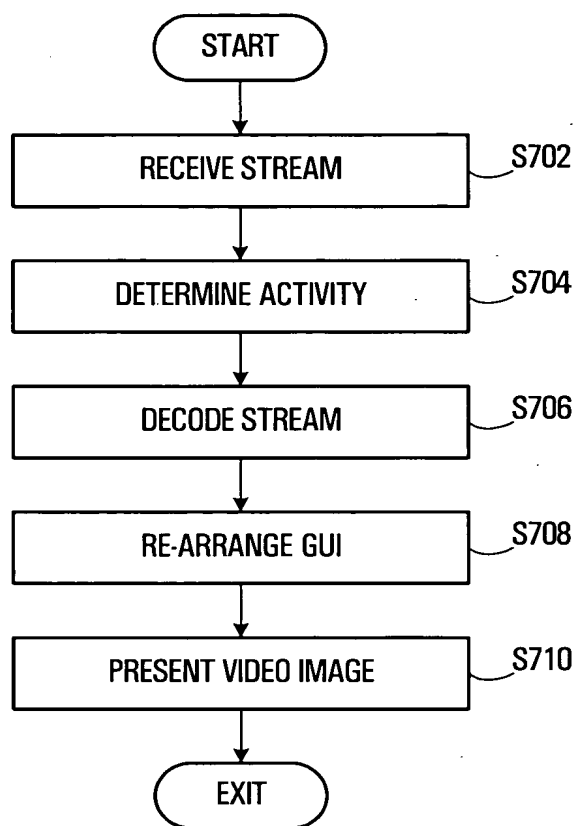 START
RECEIVE STREAM S702
DETERMINE ACTIVITY S704
DECODE STREAM S706
RE-ARRANGE GUI S708
PRESENT VIDEO IMAGE S710
EXIT